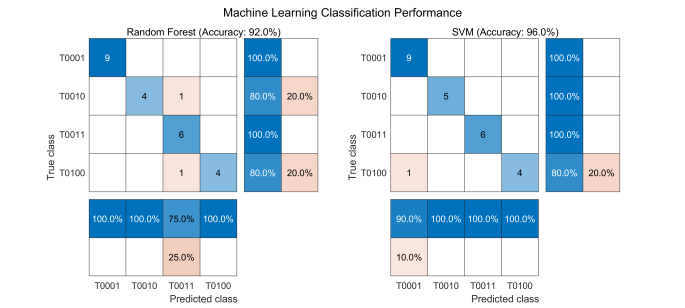 Machine Learning Classification Performance
Random Forest (Accuracy: 92.0%)
T0001 9 100.0%
T0010 4 1 80.0% 20.0%
T0011 6 100.0%
T0100 1 4 80.0% 20.0%
True class
100.0% 100.0% 75.0% 100.0%
25.0%
T0001 T0010 T0011 T0100
Predicted class
SVM (Accuracy: 96.0%)
T0001 9 100.0%
T0010 5 100.0%
T0011 6 100.0%
T0100 1 4 80.0% 20.0%
True class
90.0% 100.0% 100.0% 100.0%
10.0%
T0001 T0010 T0011 T0100
Predicted class